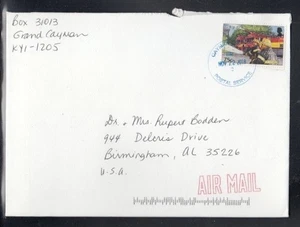 Box 31013
Grand Cayman
KY1-1205
Dr. & Mrs Rupert Bodden
944 Deleris Drive
Birmingham, AL 35226
U.S.A.
AIR MAIL